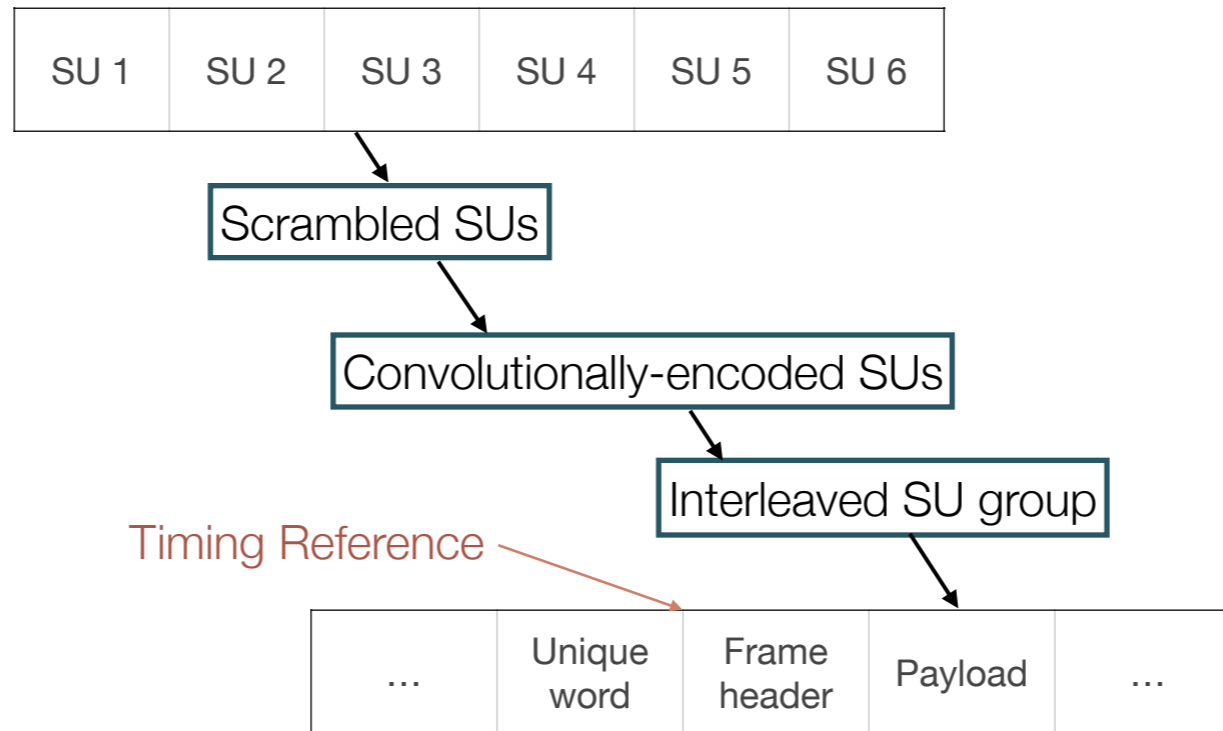 SU 1 SU 2 SU 3 SU 4 SU 5 SU 6
Scrambled SUs
Convolutionally-encoded SUs
Interleaved SU group
Timing Reference
...
Unique
word
Frame
header
Payload
...